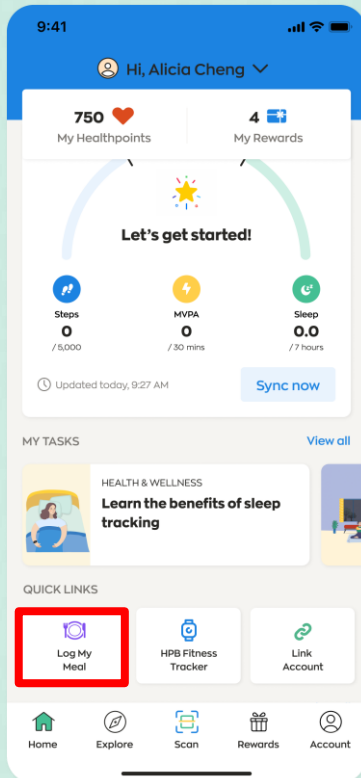 9:41
Hi, Alicia Cheng
750
My Healthpoints
4
My Rewards
Let's get started!
Steps
0
/ 5,000
MVPA
0
/ 30 mins
Sleep
0.0
/ 7 hours
Updated today, 9:27 AM
Sync now
MY TASKS
View all
HEALTH & WELLNESS
Learn the benefits of sleep
tracking
QUICK LINKS
Log My
Meal
HPB Fitness
Tracker
Link
Account
Home
Explore
Scan
Rewards
Account